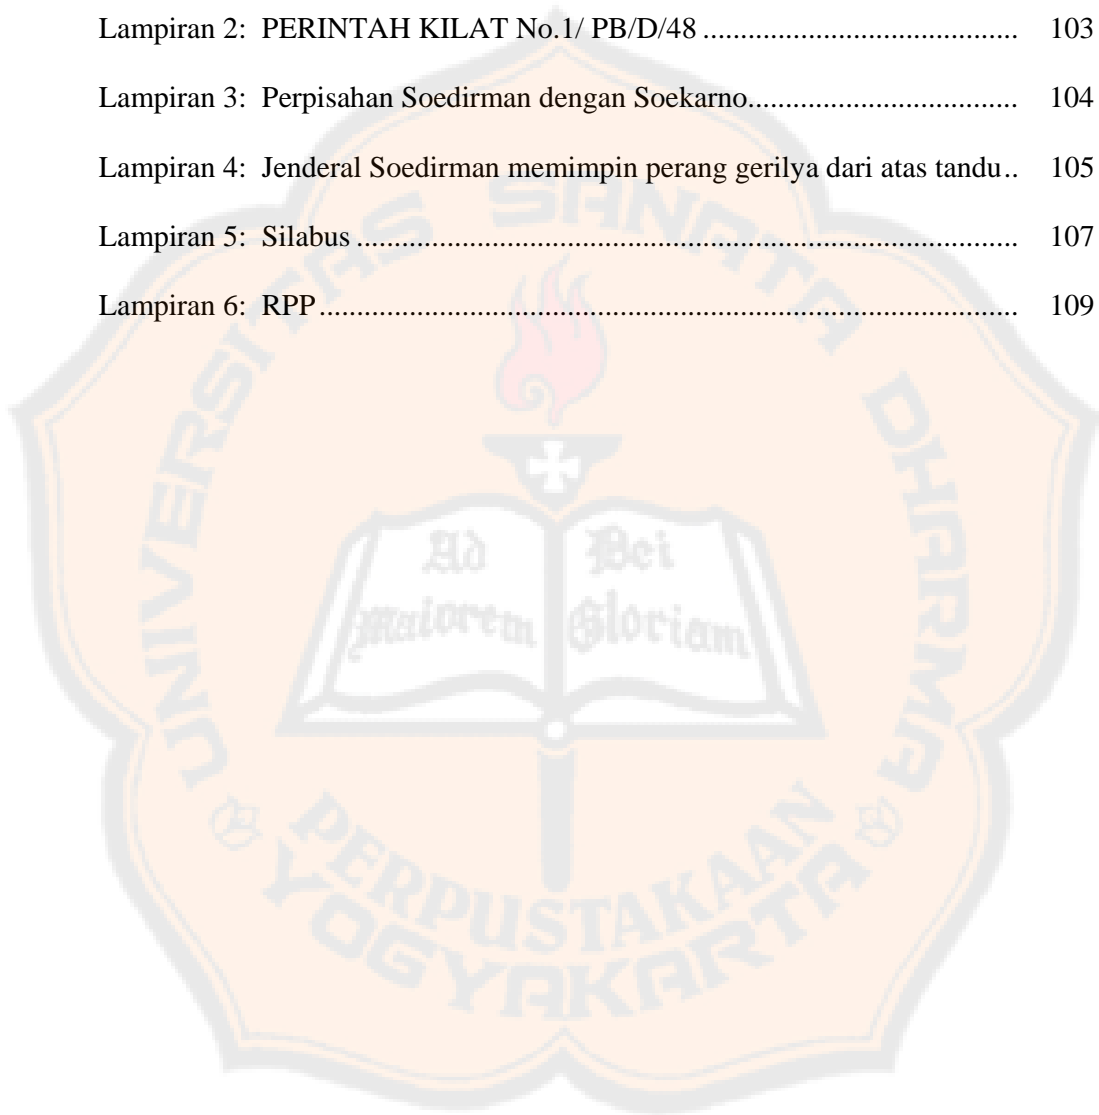 Lampiran 2: PERINTAH KILAT No.1/ PB/D/48 .......................................... 103
Lampiran 3: Perpisahan Soedirman dengan Soekarno.................................... 104
Lampiran 4: Jenderal Soedirman memimpin perang gerilya dari atas tandu.. 105
Lampiran 5: Silabus ........................................................................................ 107
Lampiran 6: RPP ............................................................................................. 109
UNIVERSITAS SANATA DHARMA
Ad Dei
Maiorem Gloriam
PERPUSTAKAAN
YOGYAKARTA